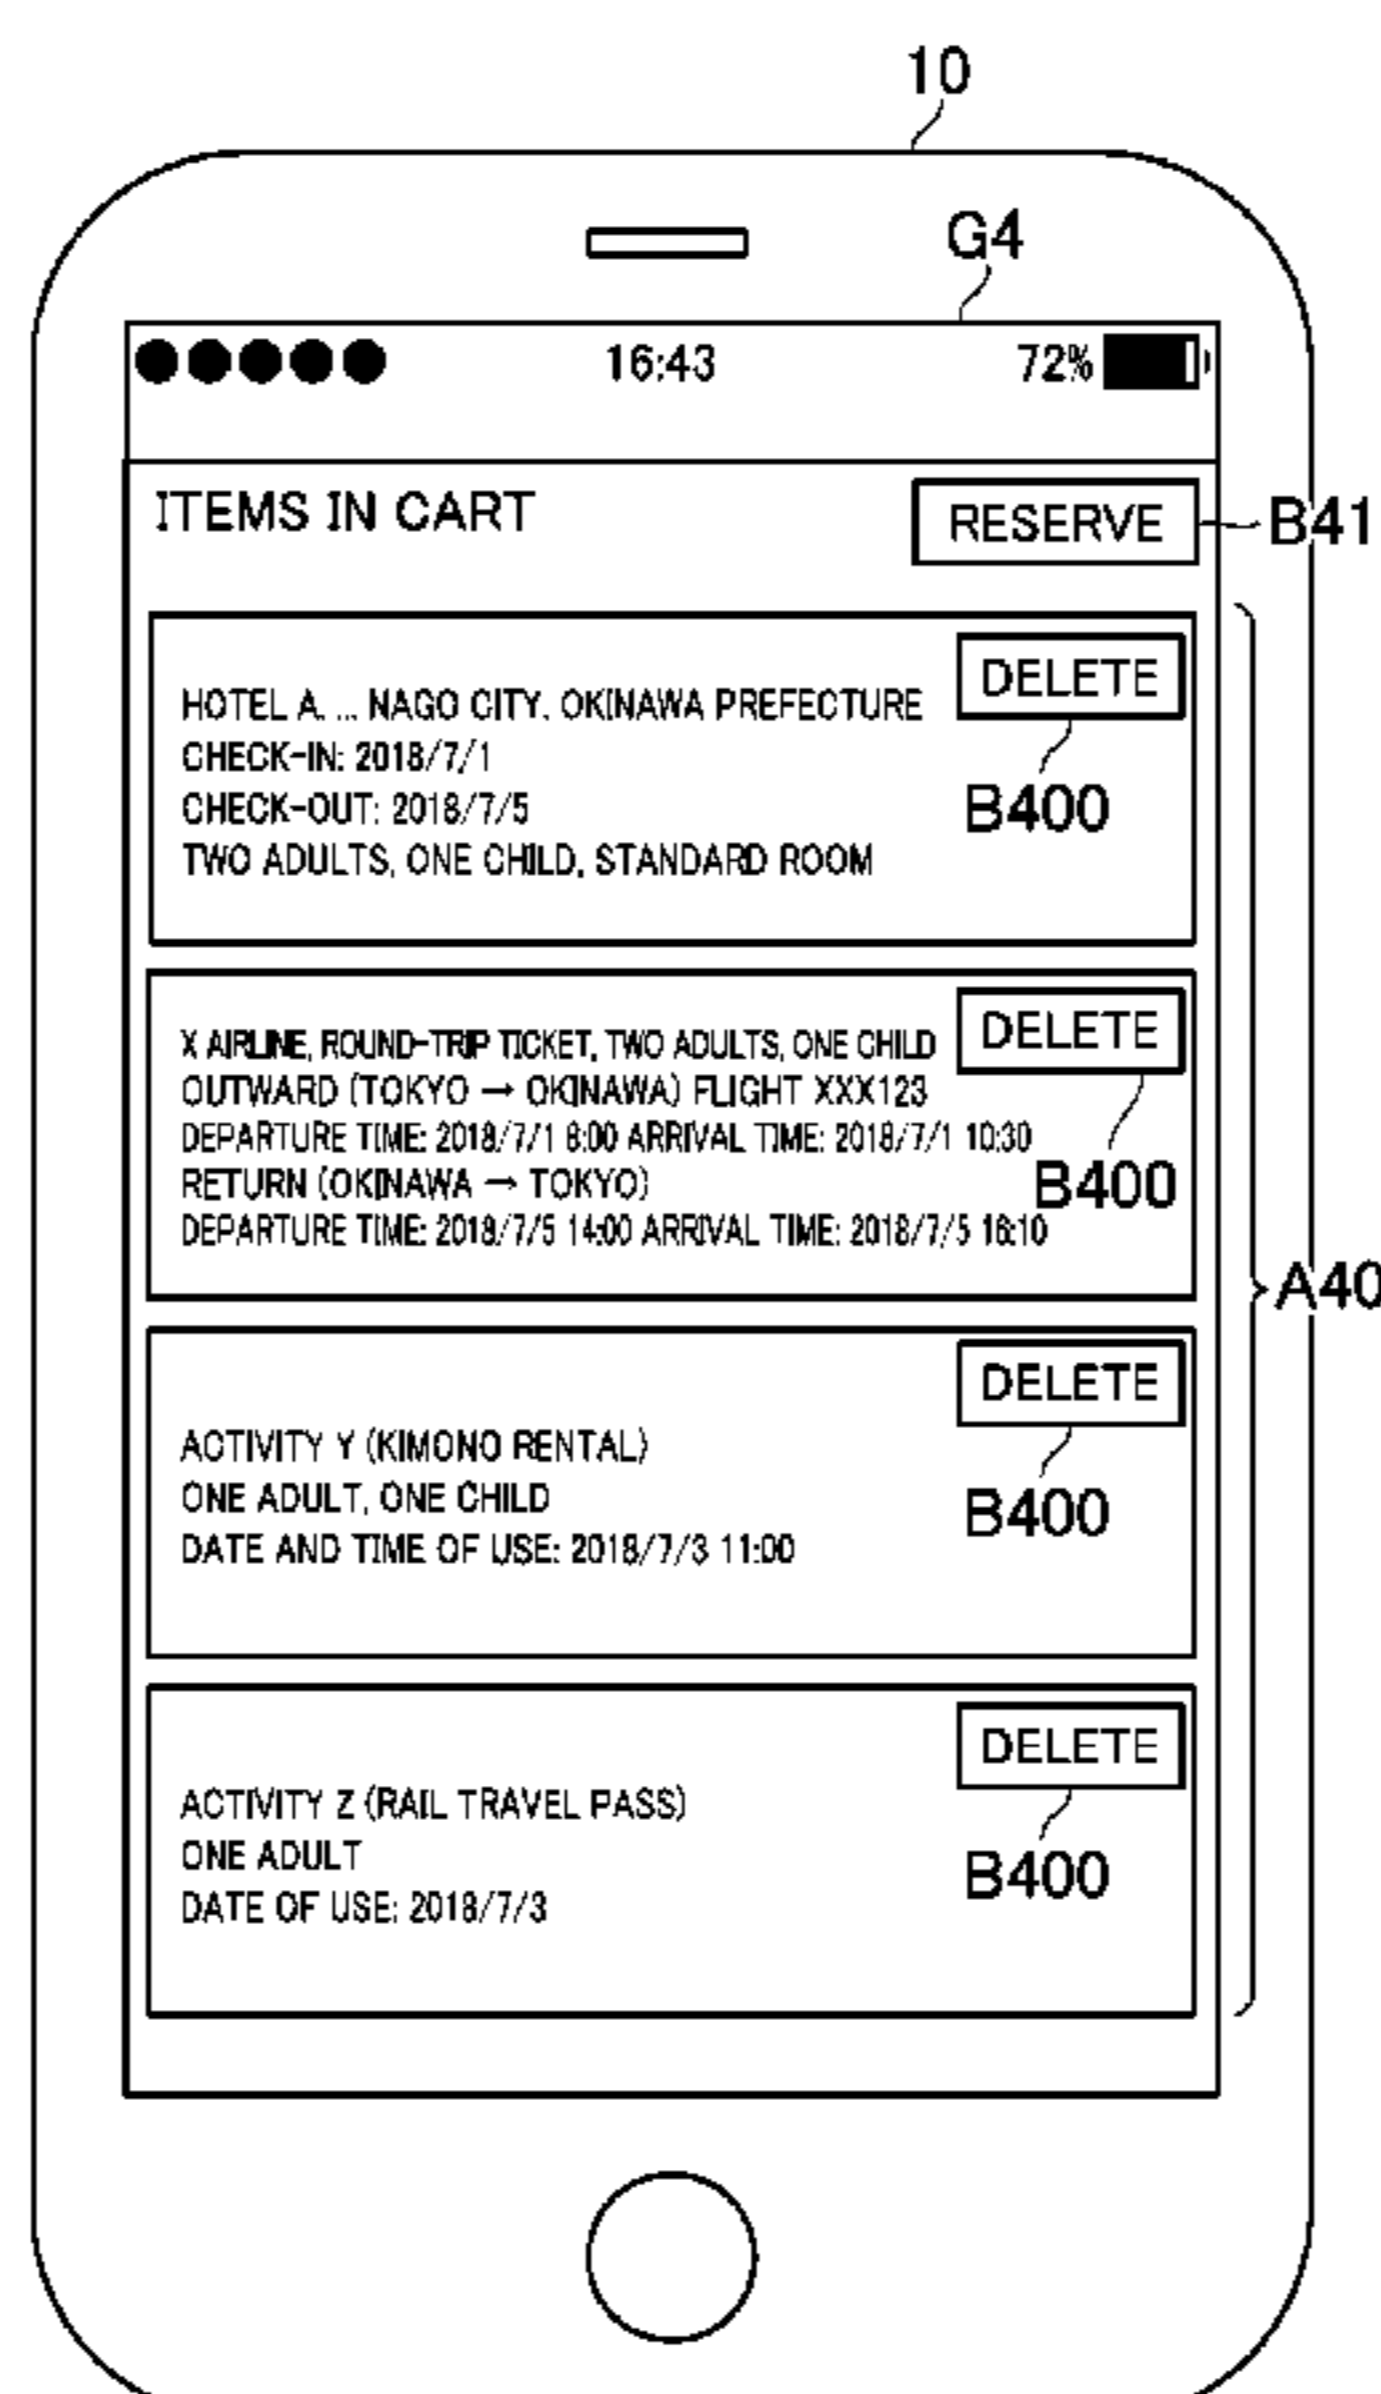 10
G4
16:43 72%
ITEMS IN CART RESERVE B41
DELETE
HOTEL A, ... NAGO CITY, OKINAWA PREFECTURE
CHECK-IN: 2018/7/1
CHECK-OUT: 2018/7/5 B400
TWO ADULTS, ONE CHILD, STANDARD ROOM
DELETE
X AIRLINE, ROUND-TRIP TICKET, TWO ADULTS, ONE CHILD
OUTWARD (TOKYO → OKINAWA) FLIGHT XXX123
DEPARTURE TIME: 2018/7/1 8:00 ARRIVAL TIME: 2018/7/1 10:30
RETURN (OKINAWA → TOKYO) B400
DEPARTURE TIME: 2018/7/5 14:00 ARRIVAL TIME: 2018/7/5 16:10
A40
DELETE
ACTIVITY Y (KIMONO RENTAL)
ONE ADULT, ONE CHILD B400
DATE AND TIME OF USE: 2018/7/3 11:00
DELETE
ACTIVITY Z (RAIL TRAVEL PASS)
ONE ADULT B400
DATE OF USE: 2018/7/3